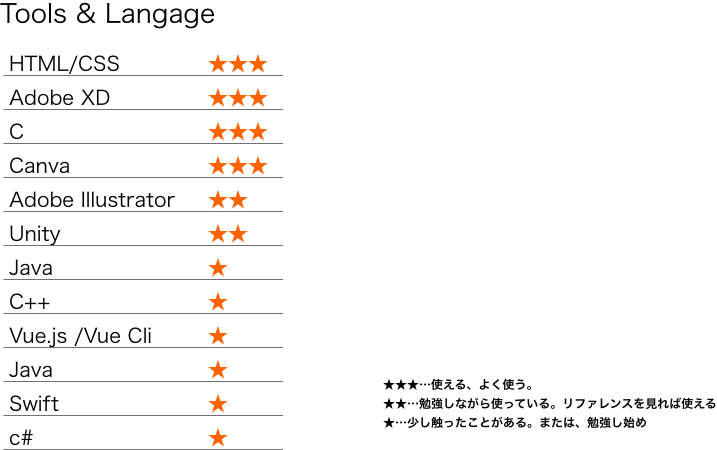 Tools & Langage
HTML/CSS ★★★
Adobe XD ★★★
C ★★★
Canva ★★★
Adobe Illustrator ★★
Unity ★★
Java ★
C++ ★
Vue.js /Vue Cli ★
Java ★
Swift ★
c# ★
★★★…使える、よく使う。
★★…勉強しながら使っている。リファレンスを見れば使える
★…少し触ったことがある。または、勉強し始め